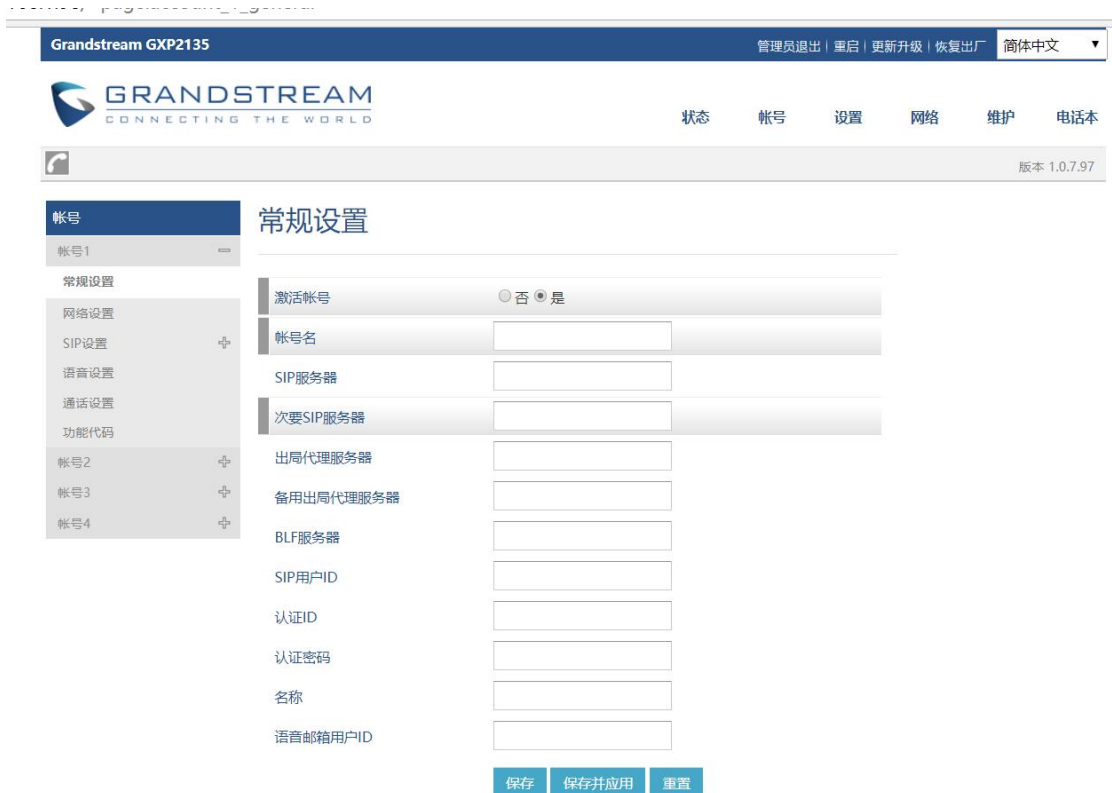 Grandstream GXP2135
管理员退出 | 重启 | 更新升级 | 恢复出厂 简体中文
GRANDSTREAM
CONNECTING THE WORLD
状态 帐号 设置 网络 维护 电话本
版本 1.0.7.97
帐号
帐号1
常规设置
网络设置
SIP设置
语音设置
通话设置
功能代码
帐号2
帐号3
帐号4
常规设置
激活帐号 否 是
帐号名
SIP服务器
次要SIP服务器
出局代理服务器
备用出局代理服务器
BLF服务器
SIP用户ID
认证ID
认证密码
名称
语音邮箱用户ID
保存 保存并应用 重置